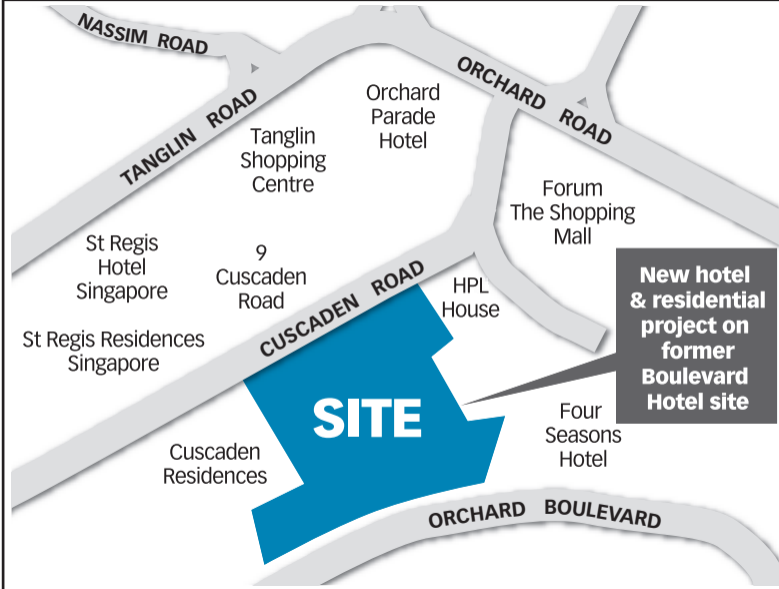 NASSIM ROAD
ORCHARD ROAD
TANGLIN ROAD
Orchard
Parade
Hotel
Tanglin
Shopping
Centre
Forum
The Shopping
Mall
St Regis
Hotel
Singapore
9
Cuscaden
Road
CUSCADEN ROAD
HPL
House
New hotel
& residential
project on
former
Boulevard
Hotel site
St Regis Residences
Singapore
SITE
Four
Seasons
Hotel
Cuscaden
Residences
ORCHARD BOULEVARD